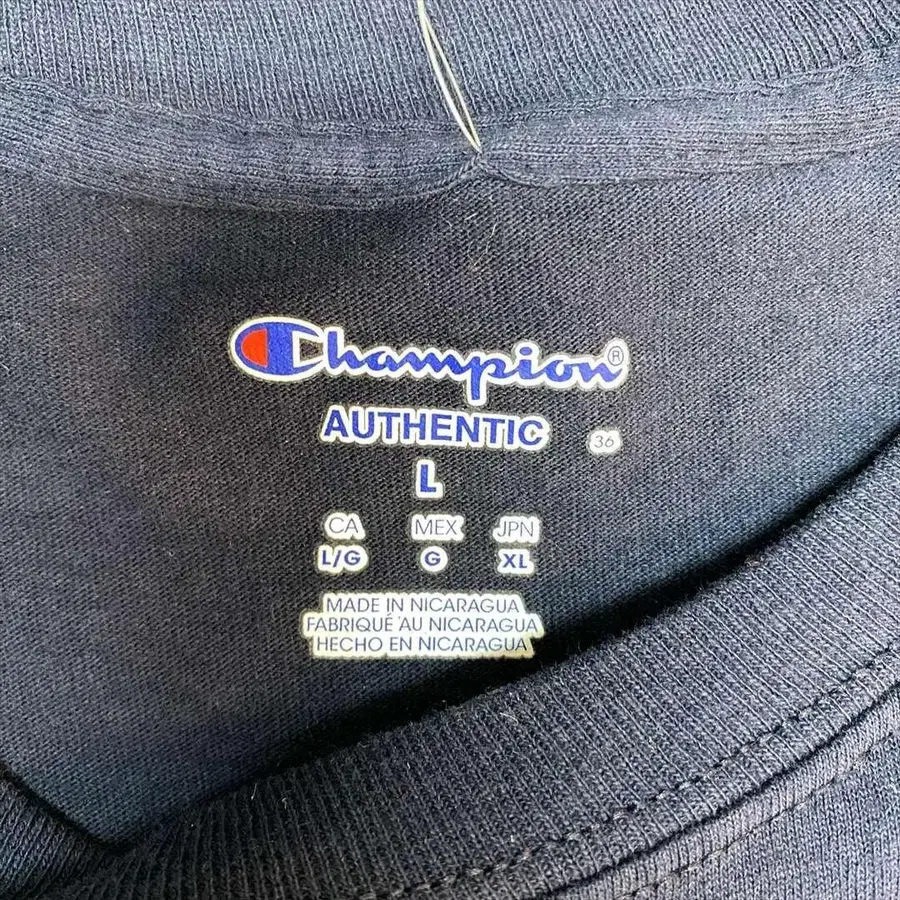 Champion®
AUTHENTIC 36
L
CA MEX JPN
L/G G XL
MADE IN NICARAGUA
FABRIQUÉ AU NICARAGUA
HECHO EN NICARAGUA